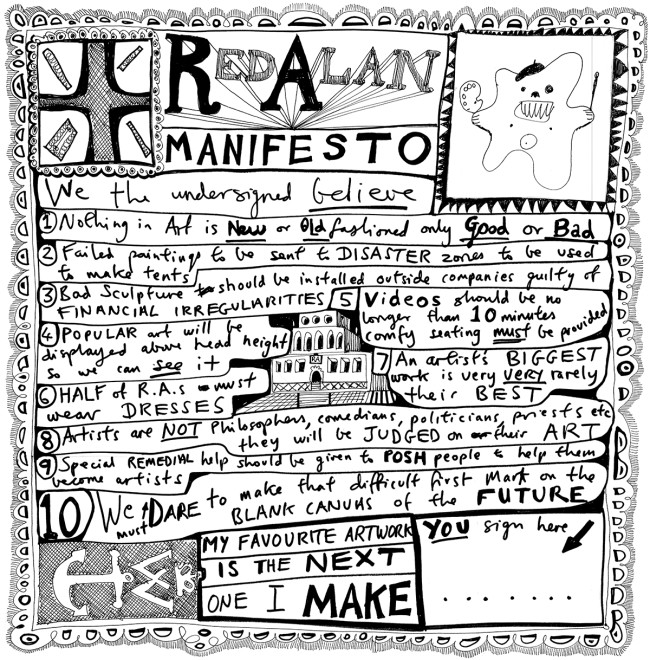 RED ALAN
MANIFESTO
We the undersigned believe
1 Nothing in Art is New or Old fashioned only Good or Bad
2 Failed paintings to be sent to DISASTER zones to be used
to make tents
3 Bad Sculpture should be installed outside companies guilty of
FINANCIAL IRREGULARITIES
4 POPULAR art will be
displayed above head height
so we can see it
5 Videos should be no
longer than 10 minutes
comfy seating must be provided
6 HALF of R.A.s must
wear DRESSES
7 An artist's BIGGEST
work is very VERY rarely
their BEST
8 Artists are NOT Philosophers, comedians, politicians, priests etc
they will be JUDGED on their ART
9 Special REMEDIAL help should be given to POSH people to help them
become artists
10 We must DARE to make that difficult first Mark on the
BLANK CANVAS of the FUTURE
MY FAVOURITE ARTWORK
IS THE NEXT
ONE I MAKE
YOU sign here